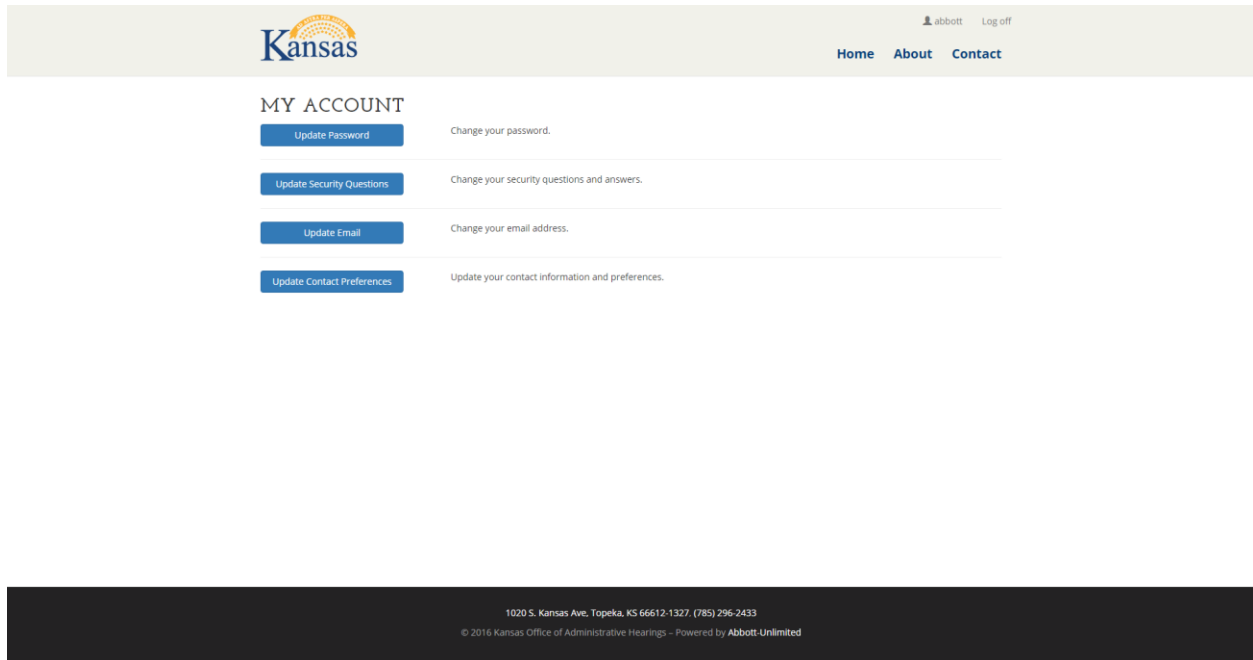 abbott Log off
Kansas
Home About Contact
MY ACCOUNT
Update Password Change your password.
Update Security Questions Change your security questions and answers.
Update Email Change your email address.
Update Contact Preferences Update your contact information and preferences.
1020 S. Kansas Ave, Topeka, KS 66612-1327. (785) 296-2433
© 2016 Kansas Office of Administrative Hearings – Powered by Abbott-Unlimited